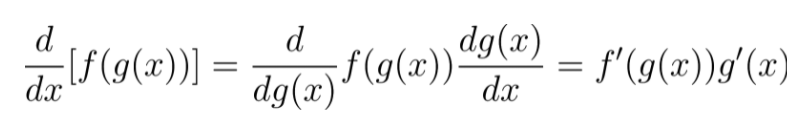 d/dx [f(g(x))] = d/dg(x) f(g(x)) dg(x)/dx = f′(g(x))g′(x)